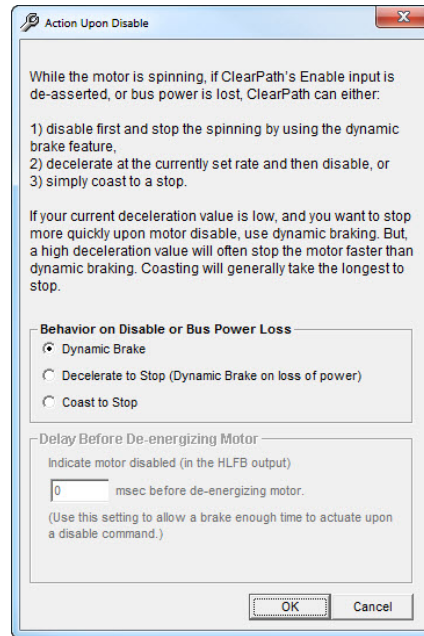 Action Upon Disable
While the motor is spinning, if ClearPath's Enable input is
de-asserted, or bus power is lost, ClearPath can either:
1) disable first and stop the spinning by using the dynamic
brake feature,
2) decelerate at the currently set rate and then disable, or
3) simply coast to a stop.
If your current deceleration value is low, and you want to stop
more quickly upon motor disable, use dynamic braking. But,
a high deceleration value will often stop the motor faster than
dynamic braking. Coasting will generally take the longest to
stop.
Behavior on Disable or Bus Power Loss
Dynamic Brake
Decelerate to Stop (Dynamic Brake on loss of power)
Coast to Stop
Delay Before De-energizing Motor
Indicate motor disabled (in the HLFB output)
0 msec before de-energizing motor.
(Use this setting to allow a brake enough time to actuate upon
a disable command.)
OK Cancel